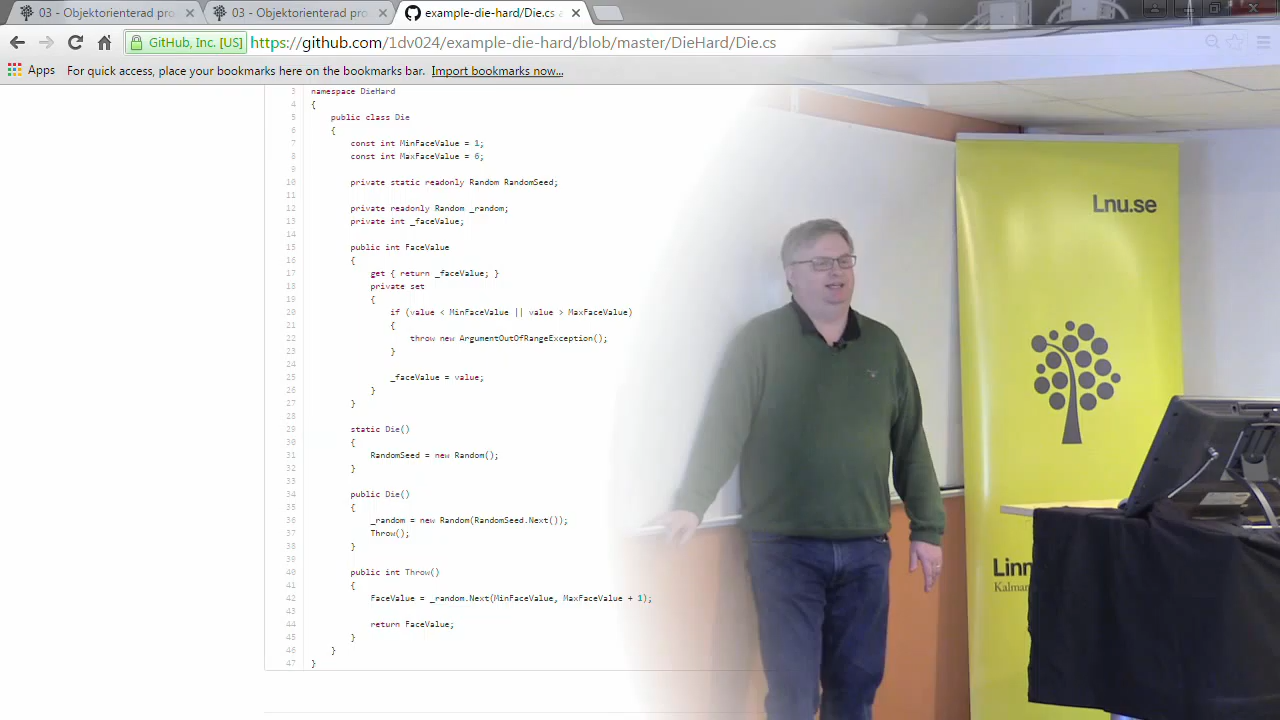 03 - Objektorienterad pro
03 - Objektorienterad pro
example-die-hard/Die.cs
GitHub, Inc. [US]
https://github.com/1dv024/example-die-hard/blob/master/DieHard/Die.cs
Apps
For quick access, place your bookmarks here on the bookmarks bar. Import bookmarks now...
3 namespace DieHard
4 {
5 public class Die
6 {
7 const int MinFaceValue = 1;
8 const int MaxFaceValue = 6;
9
10 private static readonly Random RandomSeed;
11
12 private readonly Random _random;
13 private int _faceValue;
14
15 public int FaceValue
16 {
17 get { return _faceValue; }
18 private set
19 {
20 if (value < MinFaceValue || value > MaxFaceValue)
21 {
22 throw new ArgumentOutOfRangeException();
23 }
24
25 _faceValue = value;
26 }
27 }
28
29 static Die()
30 {
31 RandomSeed = new Random();
32 }
33
34 public Die()
35 {
36 _random = new Random(RandomSeed.Next());
37 Throw();
38 }
39
40 public int Throw()
41 {
42 FaceValue = _random.Next(MinFaceValue, MaxFaceValue + 1);
43
44 return FaceValue;
45 }
46 }
47 }
Lnu.se
Linn
Kalmar